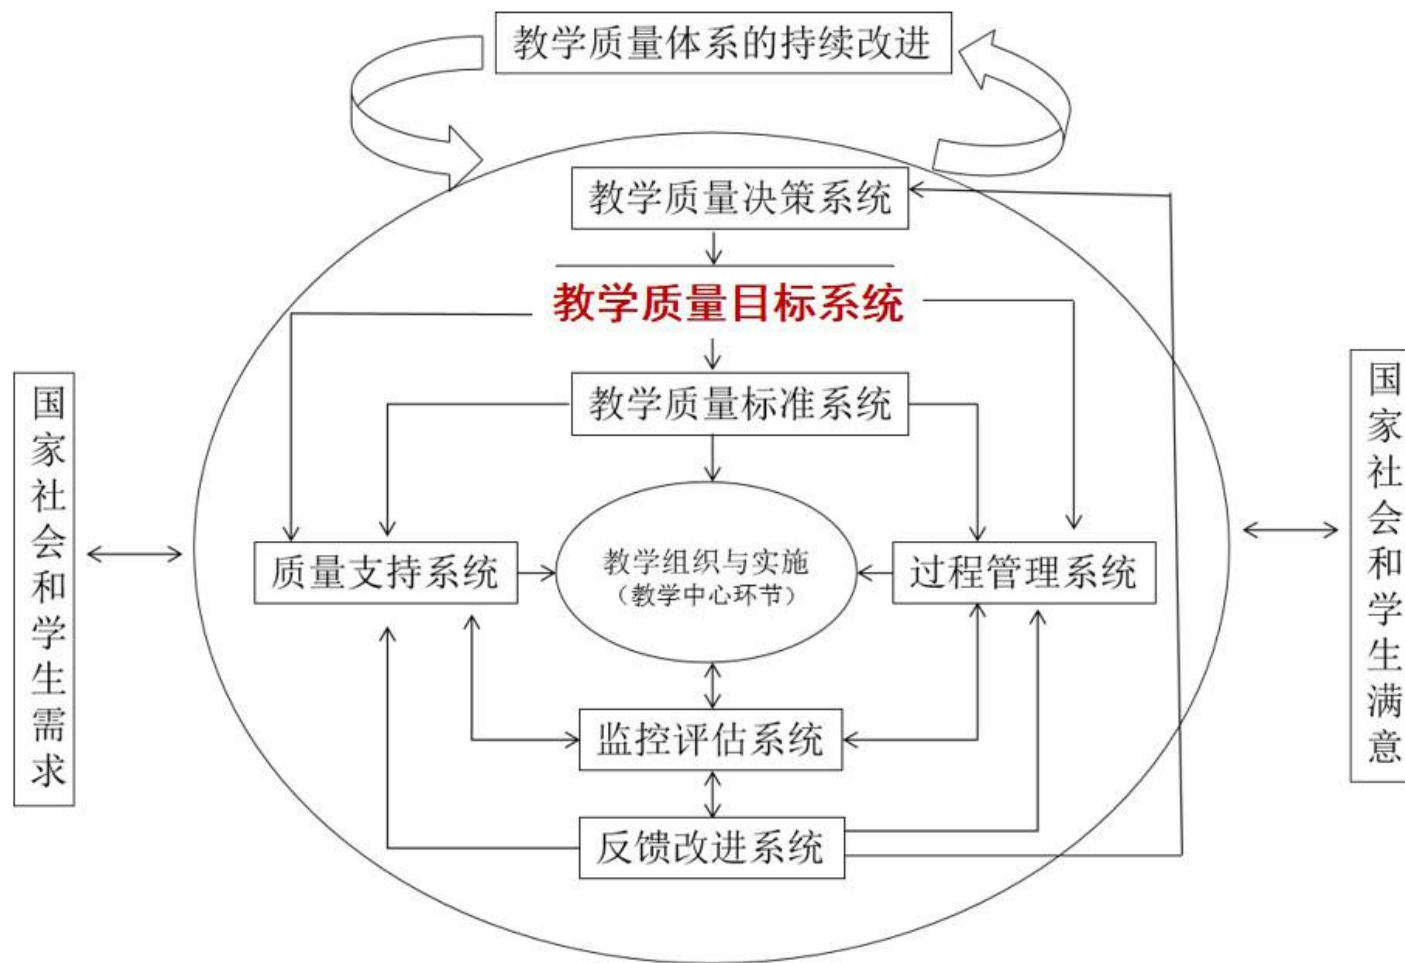 教学质量体系的持续改进
教学质量决策系统
教学质量目标系统
教学质量标准系统
国家社会和学生需求
质量支持系统
教学组织与实施
（教学中心环节）
过程管理系统
国家社会和学生满意
监控评估系统
反馈改进系统